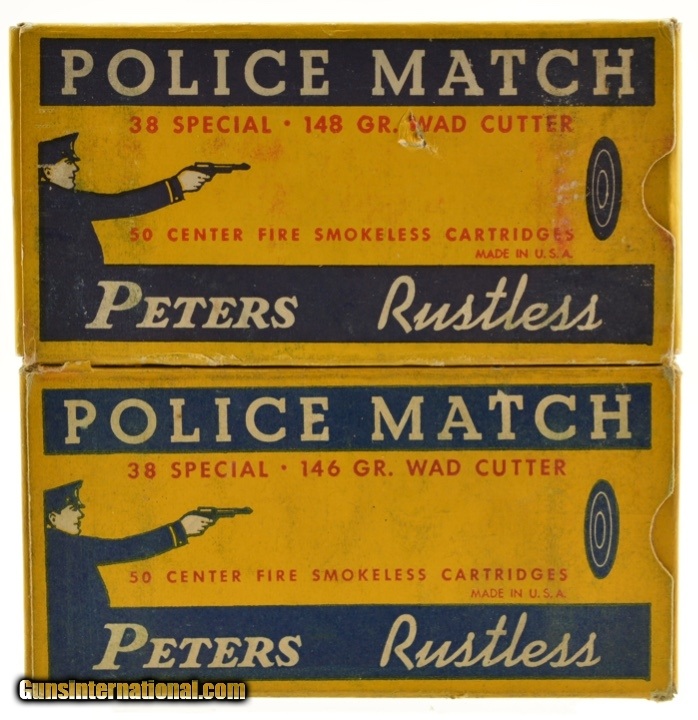 POLICE MATCH
38 SPECIAL · 148 GR. WAD CUTTER
50 CENTER FIRE SMOKELESS CARTRIDGES
MADE IN U.S.A.
PETERS Rustless
POLICE MATCH
38 SPECIAL · 146 GR. WAD CUTTER
50 CENTER FIRE SMOKELESS CARTRIDGES
MADE IN U.S.A.
PETERS Rustless
GunsInternational.com